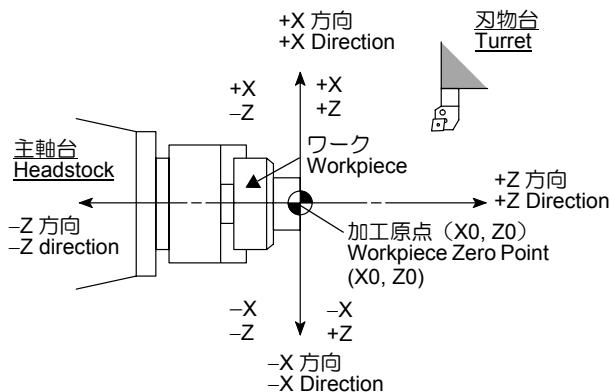 +X 方向
+X Direction
刃物台
Turret
+X
–Z
+X
+Z
ワーク
Workpiece
主軸台
Headstock
+Z 方向
+Z Direction
–Z 方向
–Z direction
加工原点（X0, Z0）
Workpiece Zero Point
(X0, Z0)
–X
–Z
–X
+Z
–X 方向
–X Direction